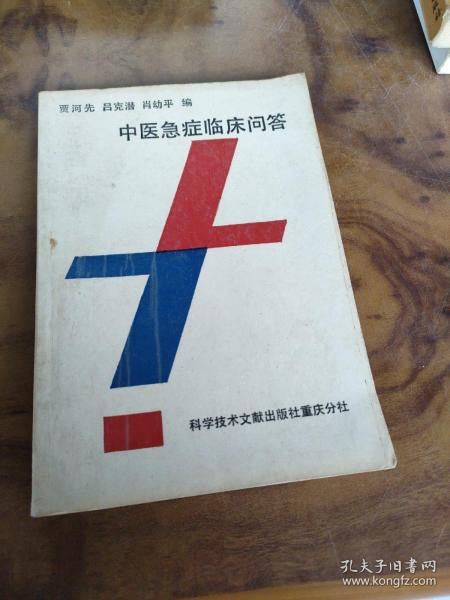 贾河先 吕克潜 肖幼平 编
中医急症临床问答
科学技术文献出版社重庆分社
孔夫子旧书网
www.kongfz.com